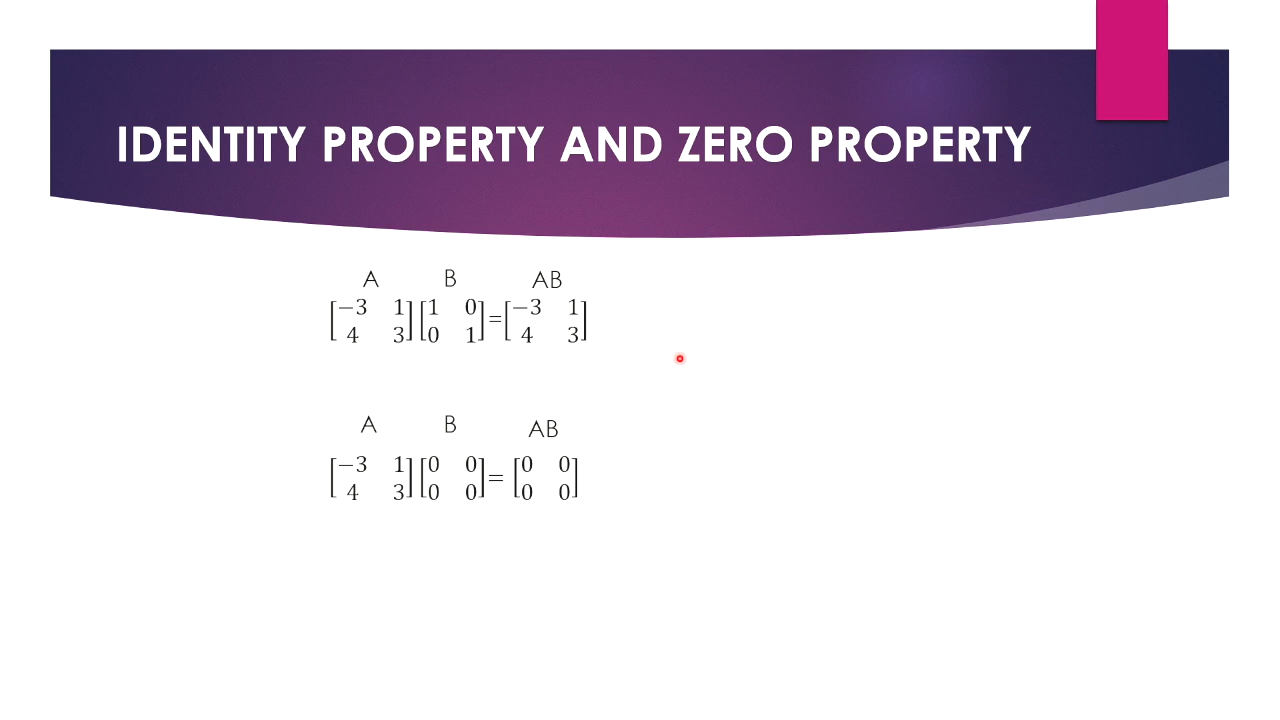 IDENTITY PROPERTY AND ZERO PROPERTY
A B AB
[−3 1] [1 0] = [−3 1]
[4 3] [0 1] [4 3]
A B AB
[−3 1] [0 0] = [0 0]
[4 3] [0 0] [0 0]